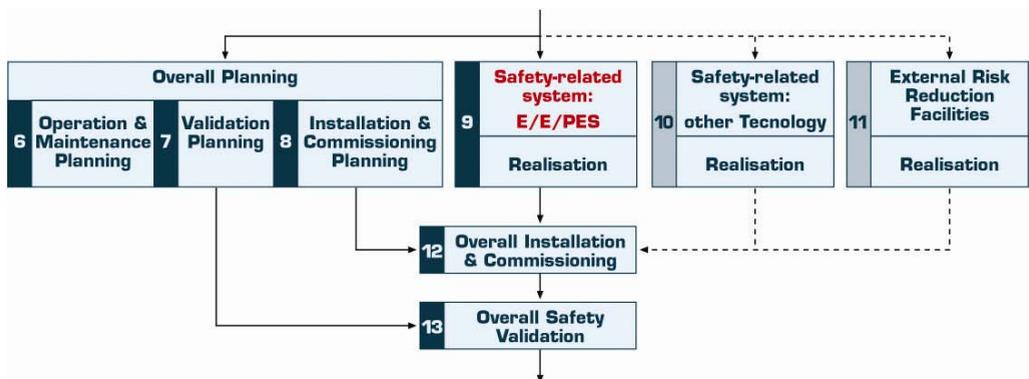 Overall Planning
6
Operation &
Maintenance
Planning
7
Validation
Planning
8
Installation &
Commissioning
Planning
9
Safety-related
system:
E/E/PES
Realisation
10
Safety-related
system:
other Tecnology
Realisation
11
External Risk
Reduction
Facilities
Realisation
12
Overall Installation
& Commissioning
13
Overall Safety
Validation